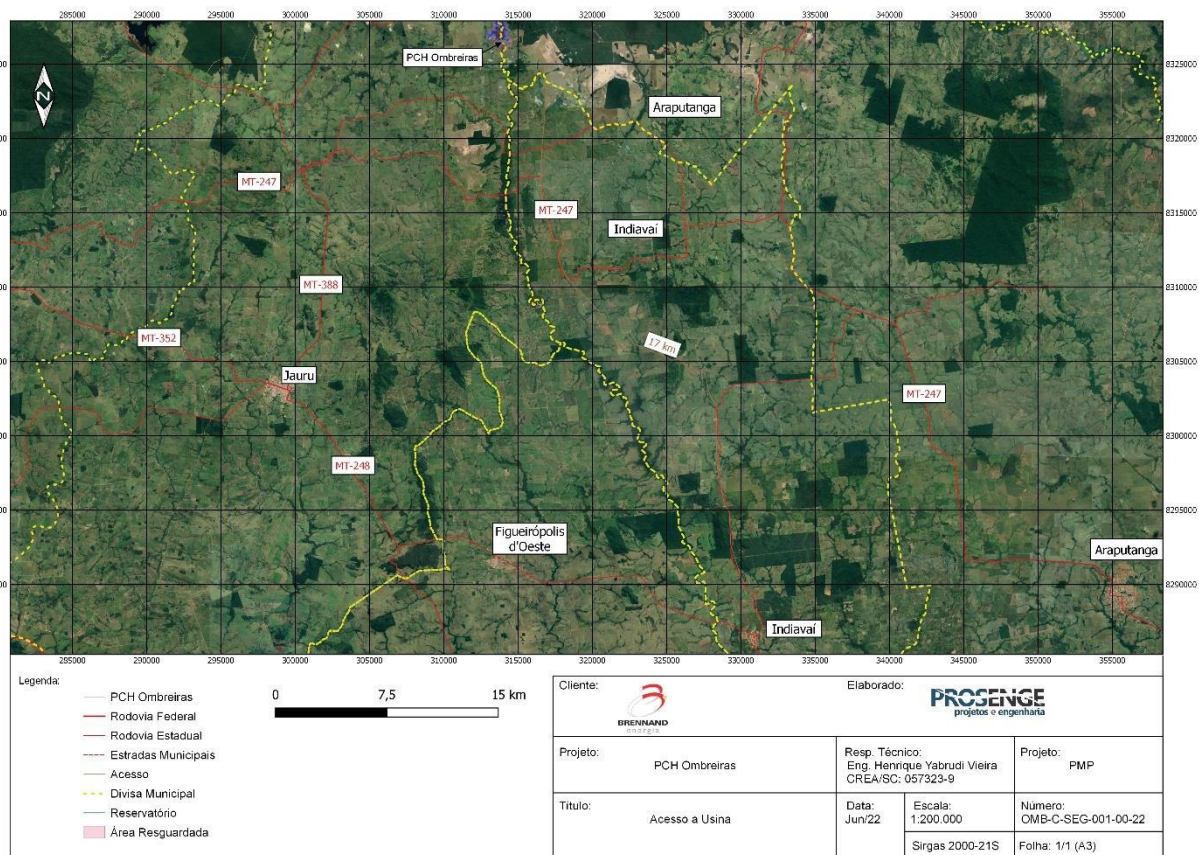 295000 290000 295000 300000 305000 310000 315000 320000 325000 330000 335000 340000 345000 350000 355000
PCH Ombreiras
8325000
N
Araputanga
8320000
MT-247
MT-247
8315000
Indiavaí
MT-388
8310000
MT-352
17 km
8305000
Jauru
MT-247
8300000
MT-248
8295000
Figueirópolis
d'Oeste
Araputanga
8290000
Indiavaí
295000 290000 295000 300000 305000 310000 315000 320000 325000 330000 335000 340000 345000 350000 355000
Legenda:
PCH Ombreiras
Rodovia Federal
Rodovia Estadual
Estradas Municipais
Acesso
Divisa Municipal
Reservatório
Área Resguardada
0 7,5 15 km
Cliente:
BRENNAND
energia
Elaborado:
PROSENGE
projetos e engenharia
Projeto:
PCH Ombreiras
Resp. Técnico:
Eng. Henrique Yabrudi Vieira
CREA/SC: 057323-9
Projeto:
PMP
Título:
Acesso a Usina
Data:
Jun/22
Escala:
1:200.000
Sirgas 2000-21S
Número:
OMB-C-SEG-001-00-22
Folha: 1/1 (A3)